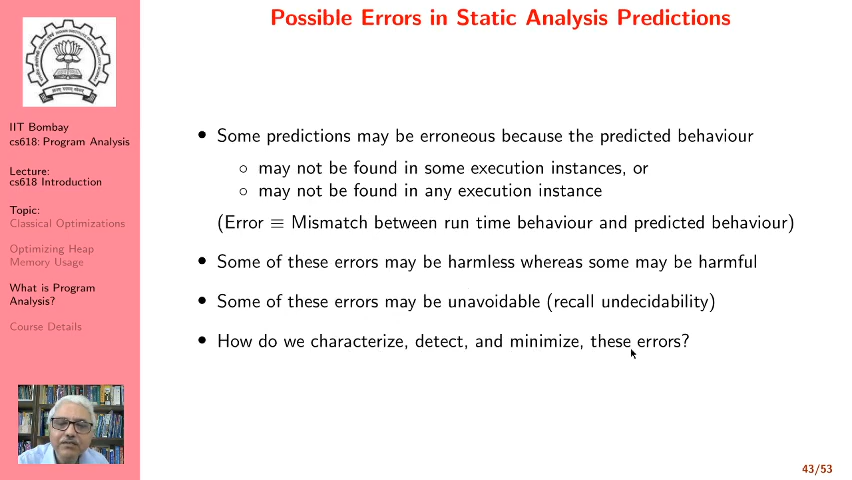 Possible Errors in Static Analysis Predictions
IIT Bombay
cs618: Program Analysis
Lecture:
cs618 Introduction
Topic:
Classical Optimizations
Optimizing Heap
Memory Usage
What is Program
Analysis?
Course Details
• Some predictions may be erroneous because the predicted behaviour
◦ may not be found in some execution instances, or
◦ may not be found in any execution instance
(Error ≡ Mismatch between run time behaviour and predicted behaviour)
• Some of these errors may be harmless whereas some may be harmful
• Some of these errors may be unavoidable (recall undecidability)
• How do we characterize, detect, and minimize, these errors?
43/53